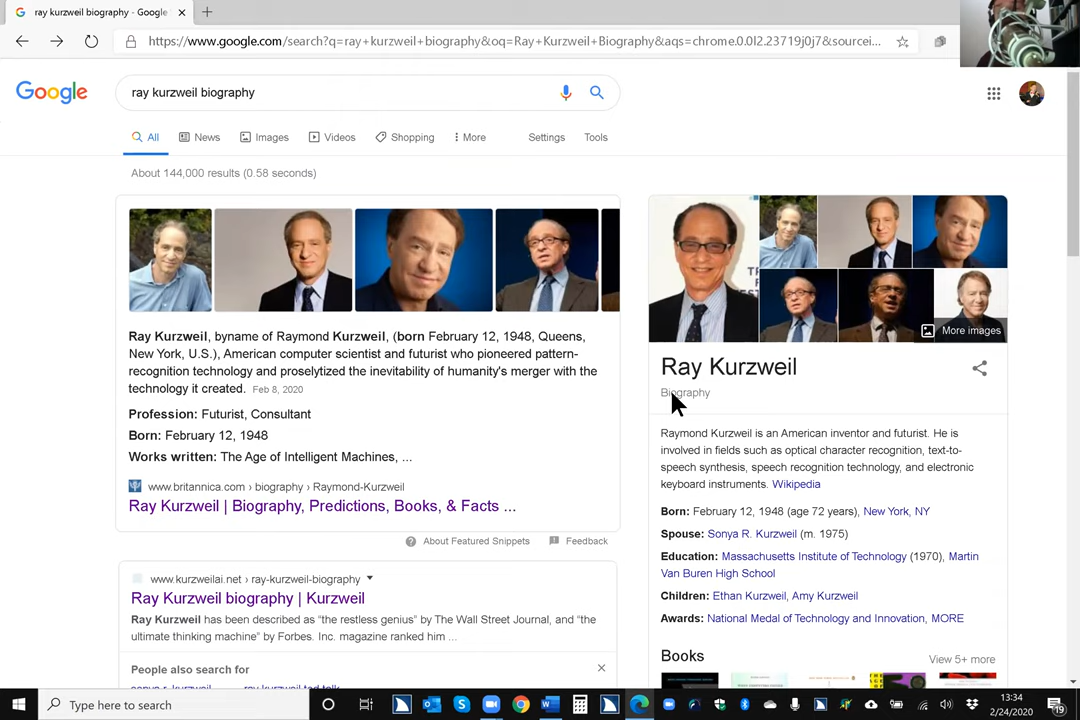 ray kurzweil biography - Google
https://www.google.com/search?q=ray+kurzweil+biography&oq=Ray+Kurzweil+Biography&aqs=chrome.0.0l2.23719j0j7&sourcei...
Google
ray kurzweil biography
All News Images Videos Shopping More Settings Tools
About 144,000 results (0.58 seconds)
Ray Kurzweil, byname of Raymond Kurzweil, (born February 12, 1948, Queens,
New York, U.S.), American computer scientist and futurist who pioneered pattern-
recognition technology and proselytized the inevitability of humanity's merger with the
technology it created. Feb 8, 2020
Profession: Futurist, Consultant
Born: February 12, 1948
Works written: The Age of Intelligent Machines, ...
www.britannica.com › biography › Raymond-Kurzweil
Ray Kurzweil | Biography, Predictions, Books, & Facts ...
About Featured Snippets Feedback
www.kurzweilai.net › ray-kurzweil-biography
Ray Kurzweil biography | Kurzweil
Ray Kurzweil has been described as “the restless genius” by The Wall Street Journal, and “the
ultimate thinking machine” by Forbes. Inc. magazine ranked him ...
People also search for
More images
Ray Kurzweil
Biography
Raymond Kurzweil is an American inventor and futurist. He is
involved in fields such as optical character recognition, text-to-
speech synthesis, speech recognition technology, and electronic
keyboard instruments. Wikipedia
Born: February 12, 1948 (age 72 years), New York, NY
Spouse: Sonya R. Kurzweil (m. 1975)
Education: Massachusetts Institute of Technology (1970), Martin
Van Buren High School
Children: Ethan Kurzweil, Amy Kurzweil
Awards: National Medal of Technology and Innovation, MORE
Books View 5+ more
Type here to search
13:34
2/24/2020
19